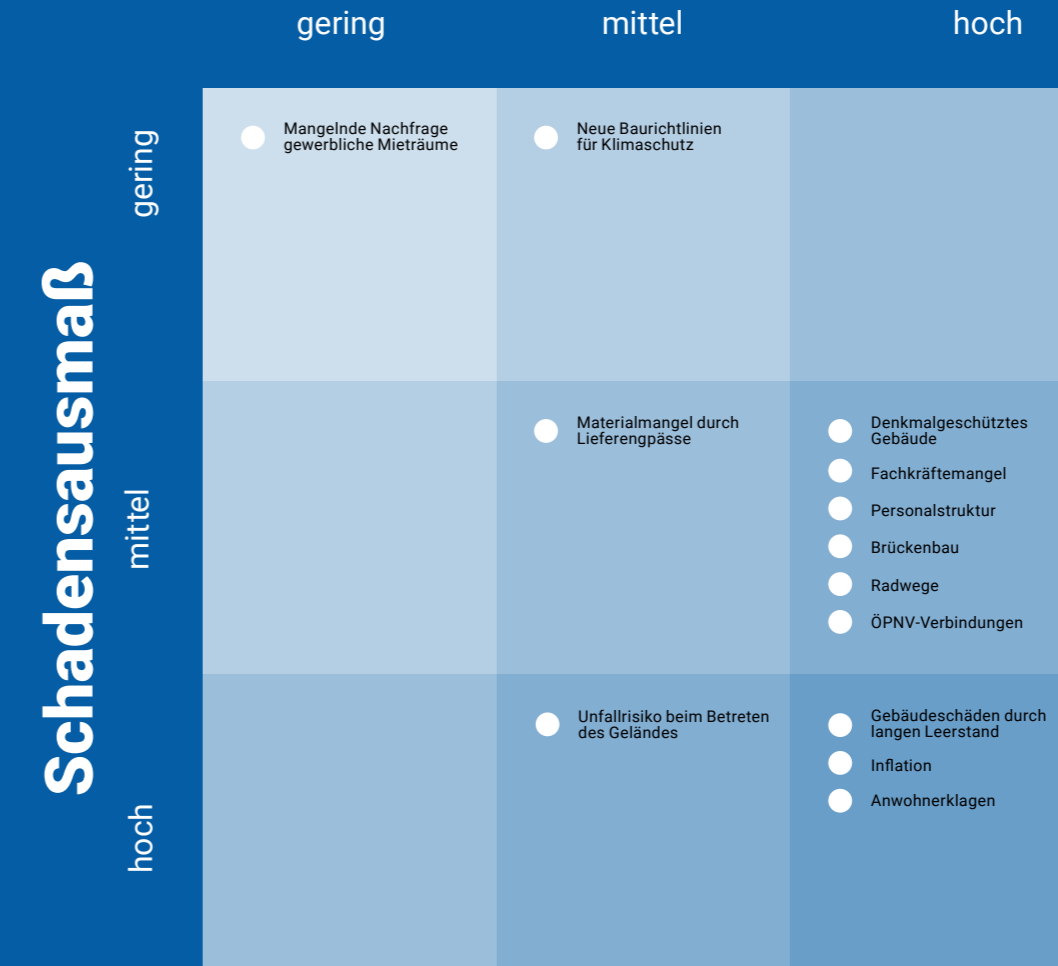 gering
mittel
hoch
Schadensausmaß
gering
Mangelnde Nachfrage
gewerbliche Mieträume
Neue Baurichtlinien
für Klimaschutz
mittel
Materialmangel durch
Lieferengpässe
Denkmalgeschütztes
Gebäude
Fachkräftemangel
Personalstruktur
Brückenbau
Radwege
ÖPNV-Verbindungen
hoch
Unfallrisiko beim Betreten
des Geländes
Gebäudeschäden durch
langen Leerstand
Inflation
Anwohnerklagen